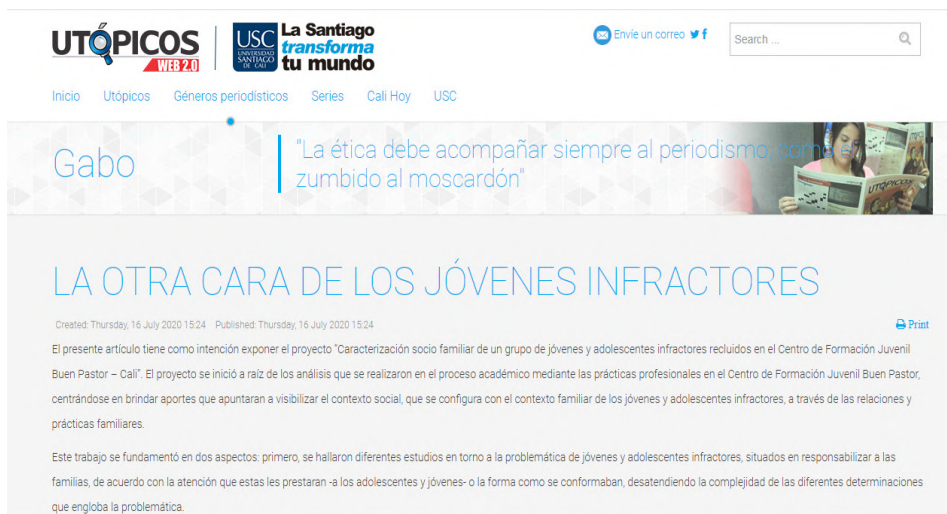 UTÓPICOS
WEB 2.0
USC
UNIVERSIDAD
SANTIAGO
DE CALI
La Santiago
transforma
tu mundo
Envíe un correo
Search ...
Inicio Utópicos Géneros periodísticos Series Cali Hoy USC
Gabo
"La ética debe acompañar siempre al periodismo, como el
zumbido al moscardón"
UTÓPICOS
LA OTRA CARA DE LOS JÓVENES INFRACTORES
Created: Thursday, 16 July 2020 15:24 Published: Thursday, 16 July 2020 15:24
Print
El presente artículo tiene como intención exponer el proyecto "Caracterización socio familiar de un grupo de jóvenes y adolescentes infractores recluidos en el Centro de Formación Juvenil
Buen Pastor – Cali". El proyecto se inició a raíz de los análisis que se realizaron en el proceso académico mediante las prácticas profesionales en el Centro de Formación Juvenil Buen Pastor,
centrándose en brindar aportes que apuntaran a visibilizar el contexto social, que se configura con el contexto familiar de los jóvenes y adolescentes infractores, a través de las relaciones y
prácticas familiares.
Este trabajo se fundamentó en dos aspectos: primero, se hallaron diferentes estudios en torno a la problemática de jóvenes y adolescentes infractores, situados en responsabilizar a las
familias, de acuerdo con la atención que estas les prestaran -a los adolescentes y jóvenes- o la forma como se conformaban, desatendiendo la complejidad de las diferentes determinaciones
que engloba la problemática.